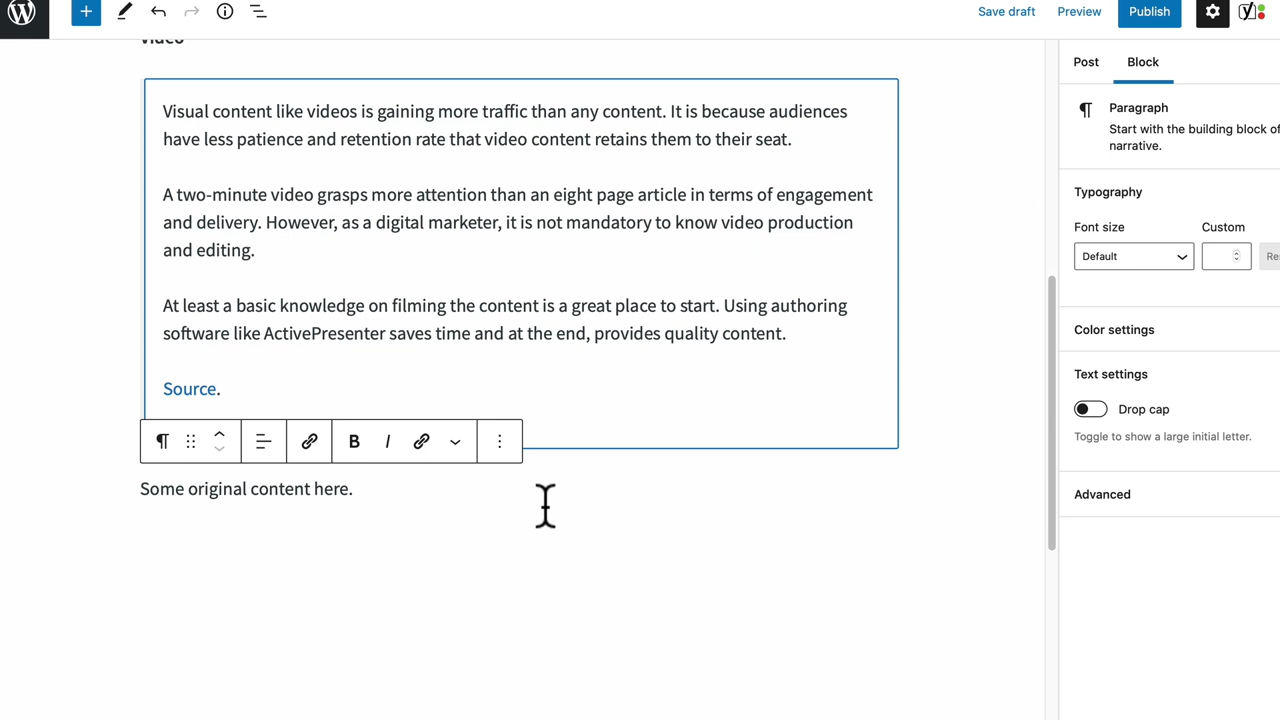 Save draft
Preview
Publish
video
Visual content like videos is gaining more traffic than any content. It is because audiences
have less patience and retention rate that video content retains them to their seat.
A two-minute video grasps more attention than an eight page article in terms of engagement
and delivery. However, as a digital marketer, it is not mandatory to know video production
and editing.
At least a basic knowledge on filming the content is a great place to start. Using authoring
software like ActivePresenter saves time and at the end, provides quality content.
Source.
B I
Some original content here.
Post
Block
Paragraph
Start with the building block of
narrative.
Typography
Font size
Custom
Default
Res
Color settings
Text settings
Drop cap
Toggle to show a large initial letter.
Advanced